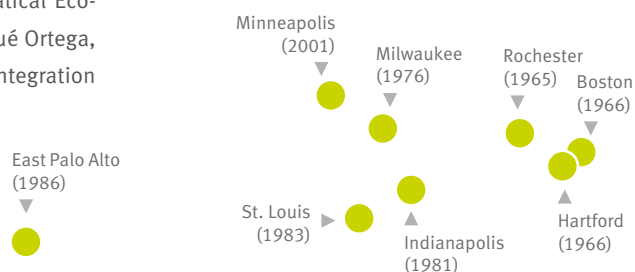 atical Eco-
ué Ortega,
ntegration
Minneapolis
(2001)
Milwaukee
(1976)
Rochester
(1965)
Boston
(1966)
East Palo Alto
(1986)
St. Louis
(1983)
Indianapolis
(1981)
Hartford
(1966)